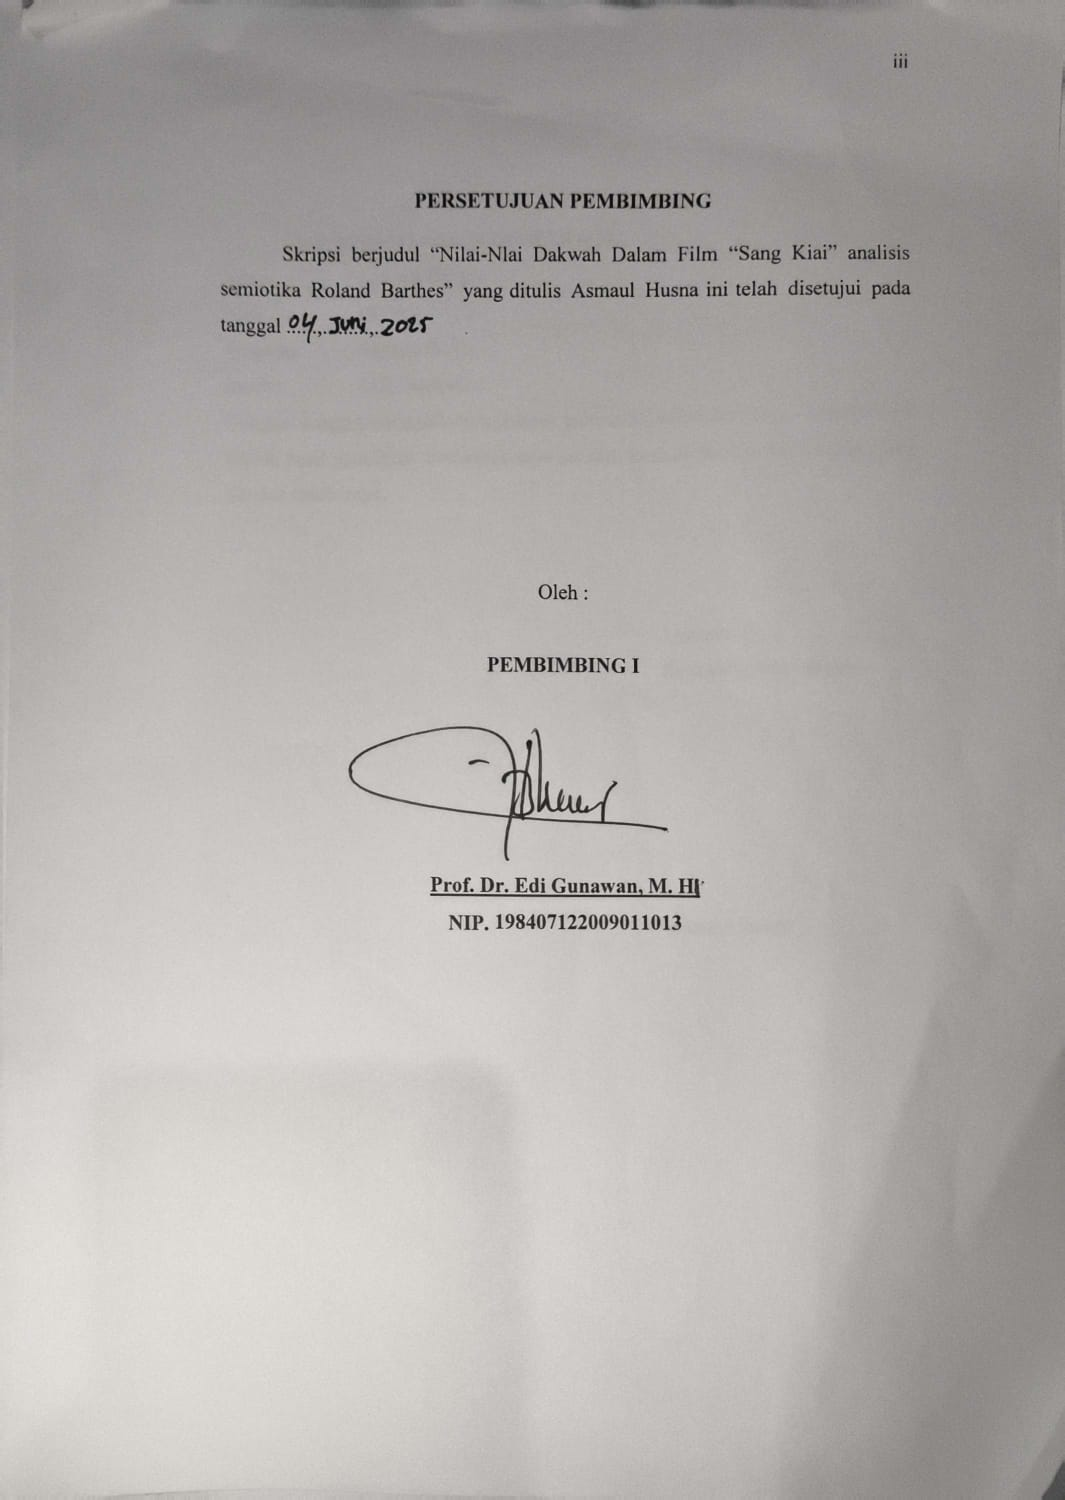 iii
PERSETUJUAN PEMBIMBING
Skripsi berjudul “Nilai-Nlai Dakwah Dalam Film “Sang Kiai” analisis
semiotika Roland Barthes” yang ditulis Asmaul Husna ini telah disetujui pada
tanggal 04, Juni, 2025
Oleh :
PEMBIMBING I
Prof. Dr. Edi Gunawan, M. HI
NIP. 198407122009011013